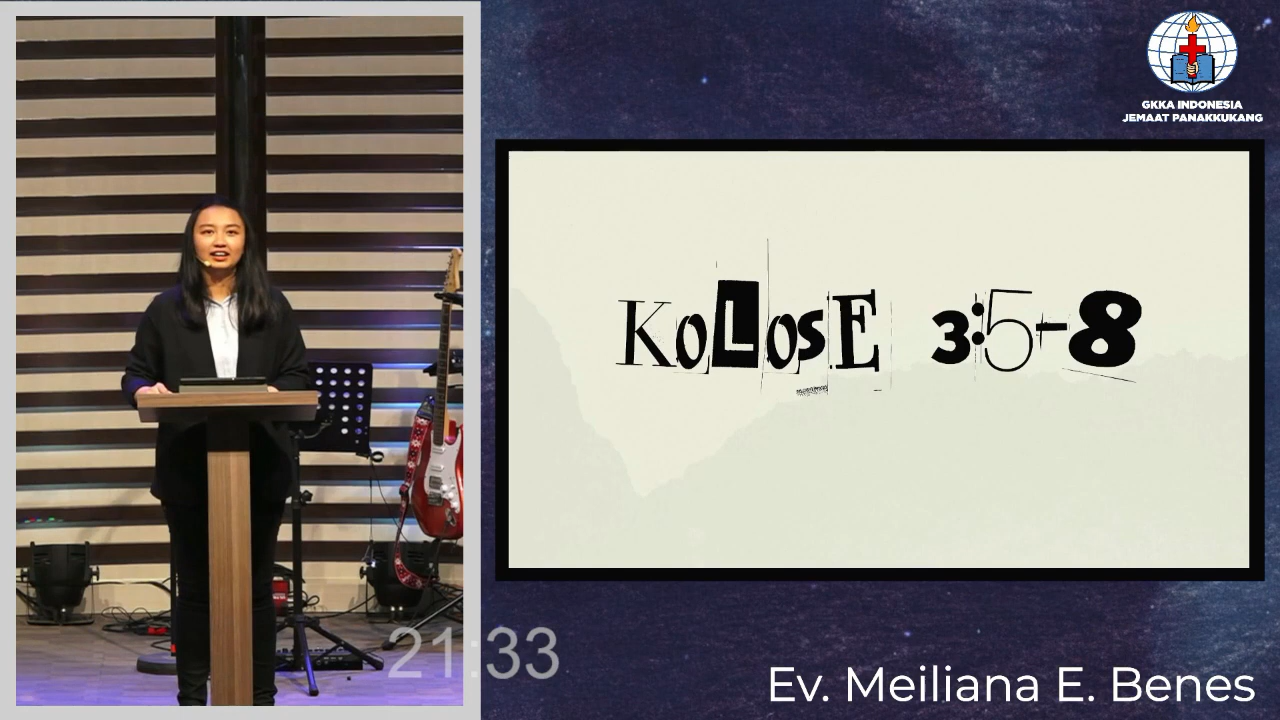 GKKA INDONESIA
JEMAAT PANAKKUKANG
KOLOSE 3:5-8
21:33
Ev. Meiliana E. Benes